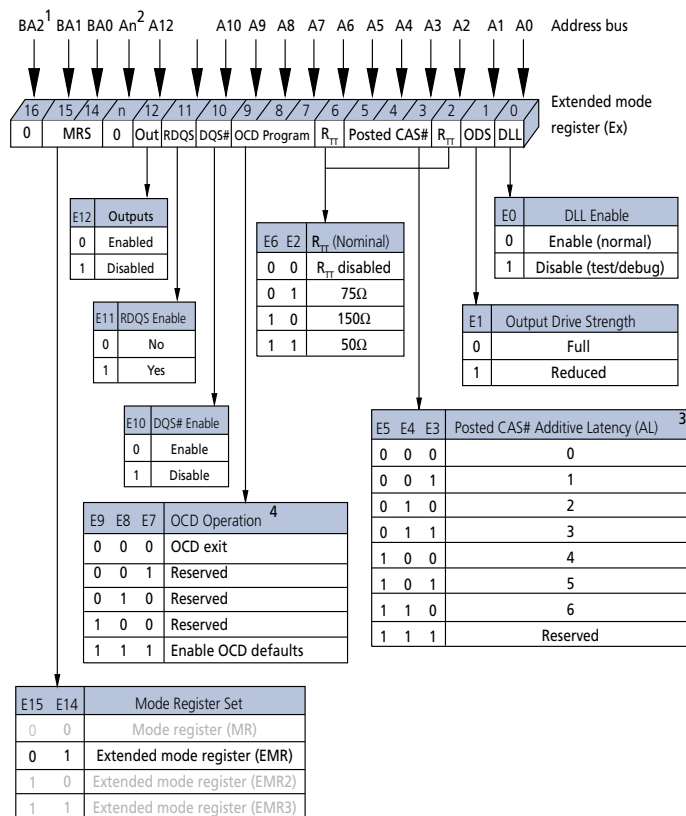 BA2¹ BA1 BA0 An² A12 A10 A9 A8 A7 A6 A5 A4 A3 A2 A1 A0 Address bus
16 15 14 n 12 11 10 9 8 7 6 5 4 3 2 1 0 Extended mode
0 MRS 0 Out RDQS DQS# OCD Program RTT Posted CAS# RTT ODS DLL register (Ex)
E12 Outputs
0 Enabled
1 Disabled
E11 RDQS Enable
0 No
1 Yes
E10 DQS# Enable
0 Enable
1 Disable
E6 E2 RTT (Nominal)
0 0 RTT disabled
0 1 75Ω
1 0 150Ω
1 1 50Ω
E0 DLL Enable
0 Enable (normal)
1 Disable (test/debug)
E1 Output Drive Strength
0 Full
1 Reduced
E5 E4 E3 Posted CAS# Additive Latency (AL) 3
0 0 0 0
0 0 1 1
0 1 0 2
0 1 1 3
1 0 0 4
1 0 1 5
1 1 0 6
1 1 1 Reserved
E9 E8 E7 OCD Operation 4
0 0 0 OCD exit
0 0 1 Reserved
0 1 0 Reserved
1 0 0 Reserved
1 1 1 Enable OCD defaults
E15 E14 Mode Register Set
0 0 Mode register (MR)
0 1 Extended mode register (EMR)
1 0 Extended mode register (EMR2)
1 1 Extended mode register (EMR3)